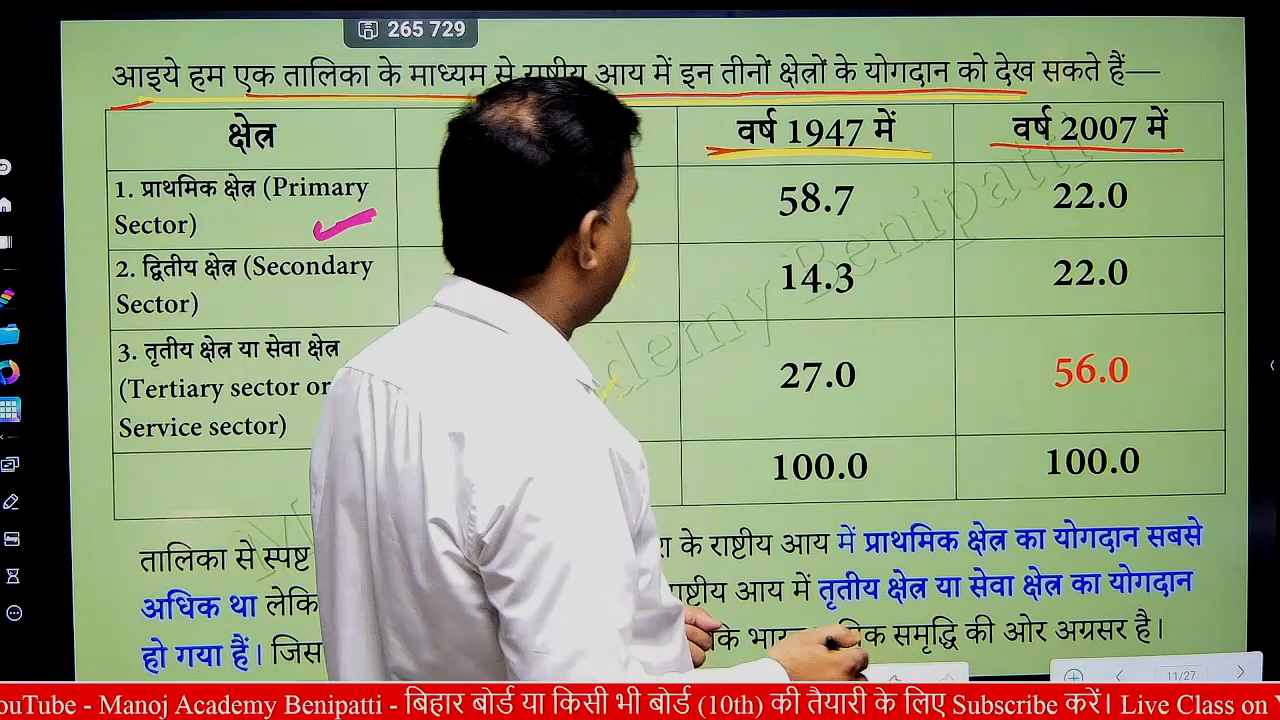 265 729
आइये हम एक तालिका के माध्यम से राष्ट्रीय आय में इन तीनों क्षेत्रों के योगदान को देख सकते हैं—
क्षेत्र वर्ष 1947 में वर्ष 2007 में
1. प्राथमिक क्षेत्र (Primary Sector) 58.7 22.0
2. द्वितीय क्षेत्र (Secondary Sector) 14.3 22.0
3. तृतीय क्षेत्र या सेवा क्षेत्र (Tertiary sector or Service sector) 27.0 56.0
100.0 100.0
तालिका से स्पष्ट के राष्ट्रीय आय में प्राथमिक क्षेत्र का योगदान सबसे
अधिक था राष्ट्रीय आय में तृतीय क्षेत्र या सेवा क्षेत्र का योगदान
हो गया हैं। समृद्धि की ओर अग्रसर है।
11/27
YouTube - Manoj Academy Benipatti - बिहार बोर्ड या किसी भी बोर्ड (10th) की तैयारी के लिए Subscribe करें। Live Class on